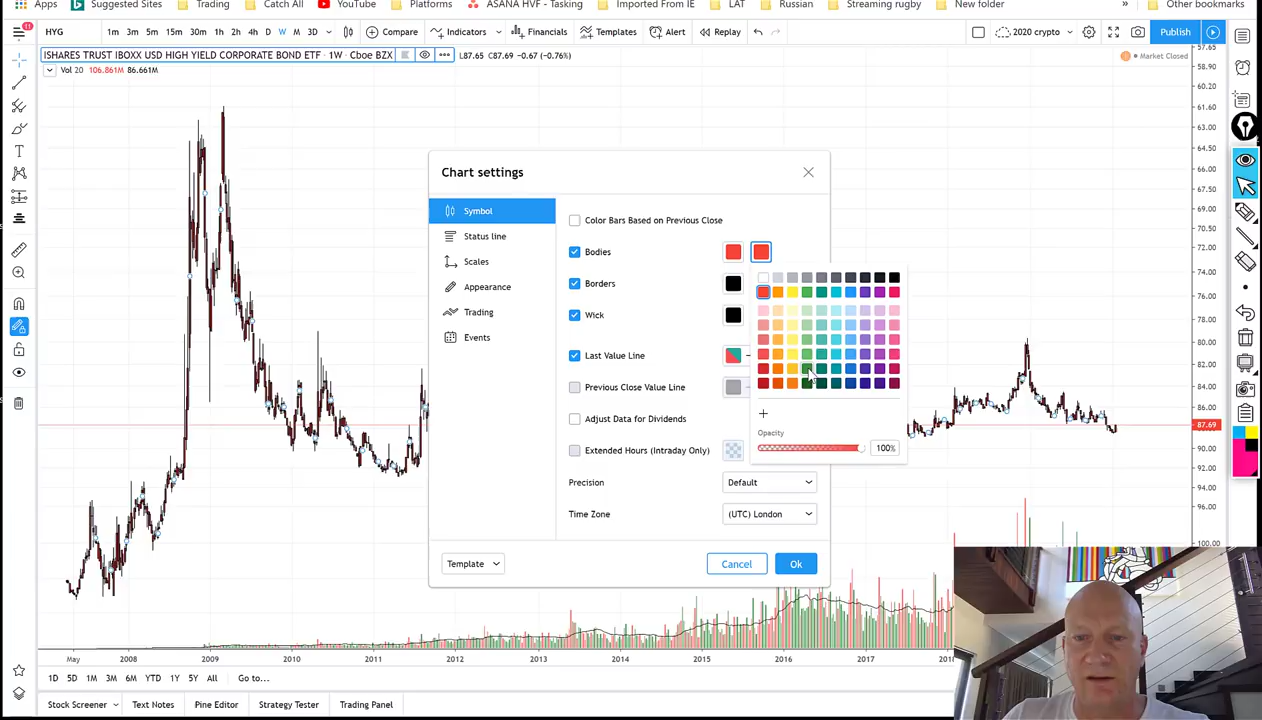 Apps
Suggested Sites
Trading
Catch All
YouTube
Platforms
ASANA HVF - Tasking
Imported From IE
LAT
Russian
Streaming rugby
New folder
»
Other bookmarks
11
HYG
1m 5m 15m 30m 1h 2h 4h D W M 3D
Compare
Indicators
Financials
Templates
Alert
Replay
2020 crypto
Publish
ISHARES TRUST IBOXX USD HIGH YIELD CORPORATE BOND ETF · 1W · Cboe BZX
L87.65 C87.69 −0.67 (−0.76%)
Market Closed
Vol 20 106.861M 86.661M
57.65
58.90
60.20
61.60
63.00
64.50
66.00
67.50
69.00
70.50
72.00
74.00
76.00
78.00
80.00
82.00
84.00
86.00
87.69
90.00
92.00
94.00
96.00
100.00
Chart settings
Symbol
Status line
Scales
Appearance
Trading
Events
Color Bars Based on Previous Close
Bodies
Borders
Wick
Last Value Line
Previous Close Value Line
Adjust Data for Dividends
Extended Hours (Intraday Only)
Precision
Default
Time Zone
(UTC) London
Opacity
100%
Template
Cancel
Ok
May 2008 2009 2010 2011 2012 2013 2014 2015 2016 2017
1D 5D 1M 3M 6M YTD 1Y 5Y All Go to...
Stock Screener
Text Notes
Pine Editor
Strategy Tester
Trading Panel